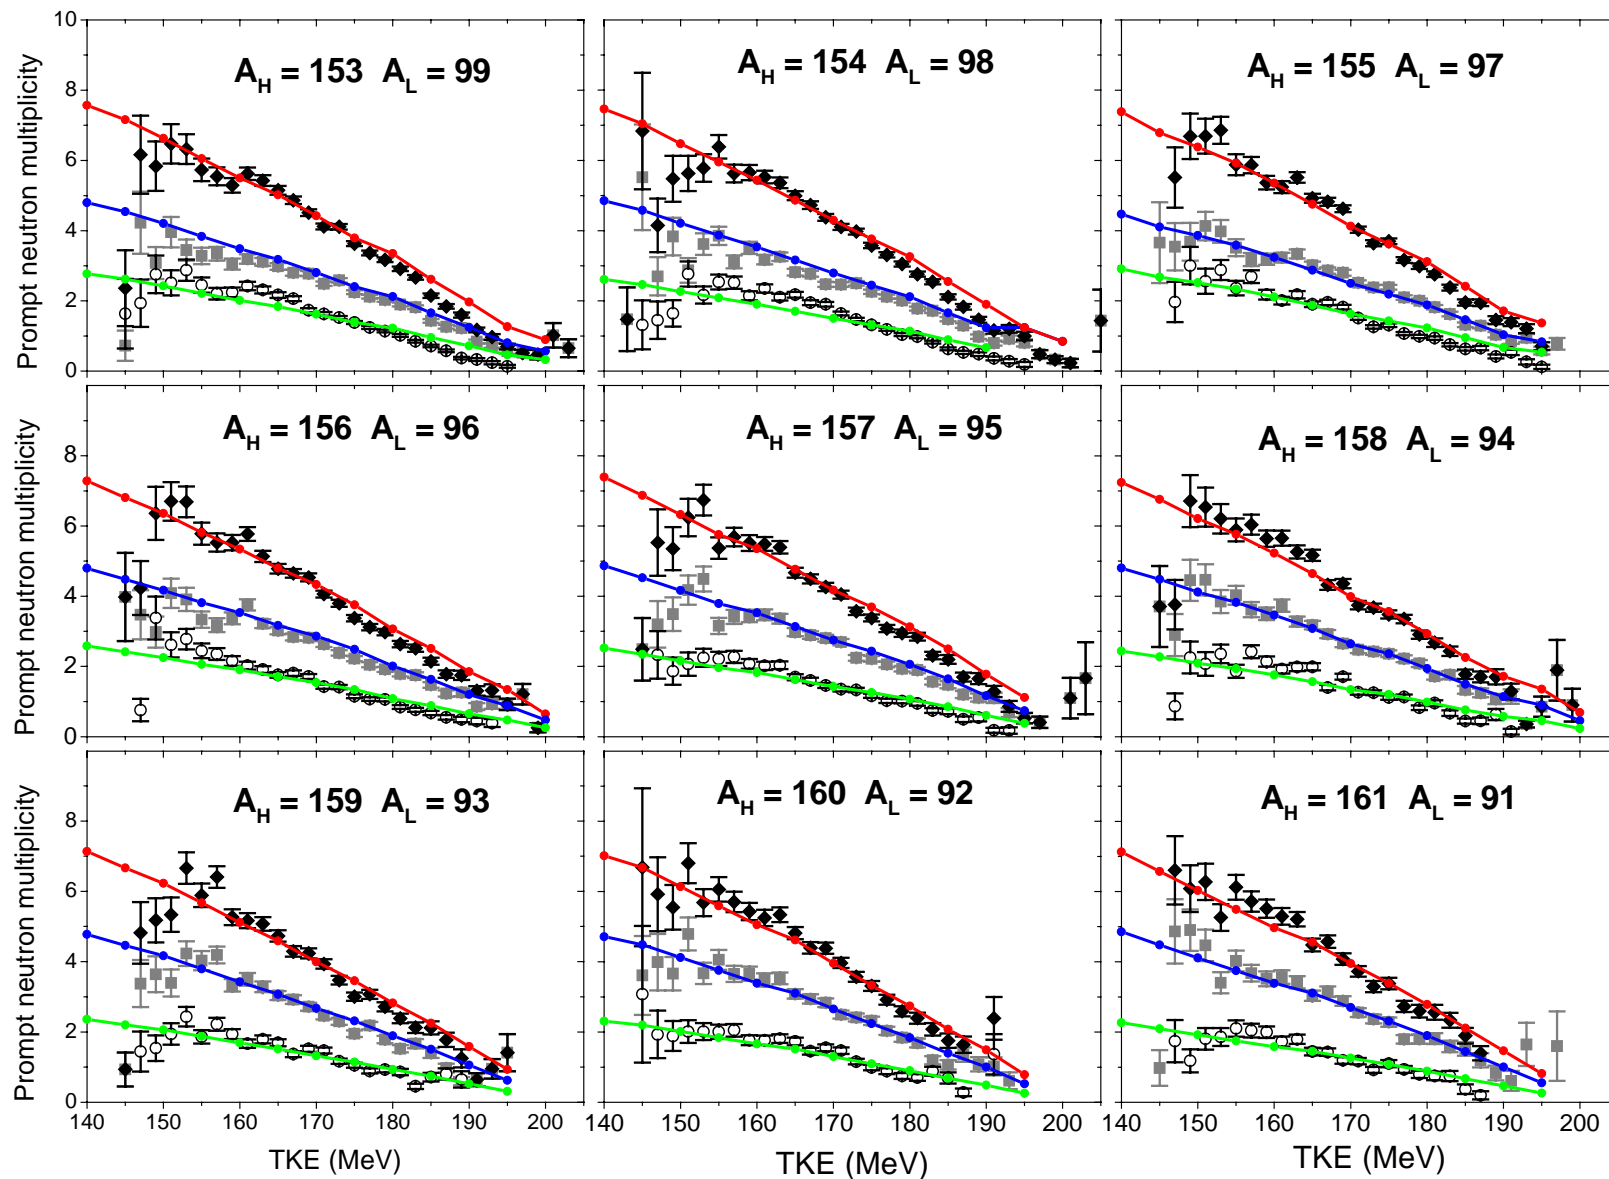 Prompt neutron multiplicity
10
8
6
4
2
0
A_H = 153 A_L = 99
A_H = 154 A_L = 98
A_H = 155 A_L = 97
Prompt neutron multiplicity
8
6
4
2
0
A_H = 156 A_L = 96
A_H = 157 A_L = 95
A_H = 158 A_L = 94
Prompt neutron multiplicity
8
6
4
2
0
A_H = 159 A_L = 93
A_H = 160 A_L = 92
A_H = 161 A_L = 91
140 150 160 170 180 190 200
140 150 160 170 180 190 200
140 150 160 170 180 190 200
TKE (MeV)
TKE (MeV)
TKE (MeV)